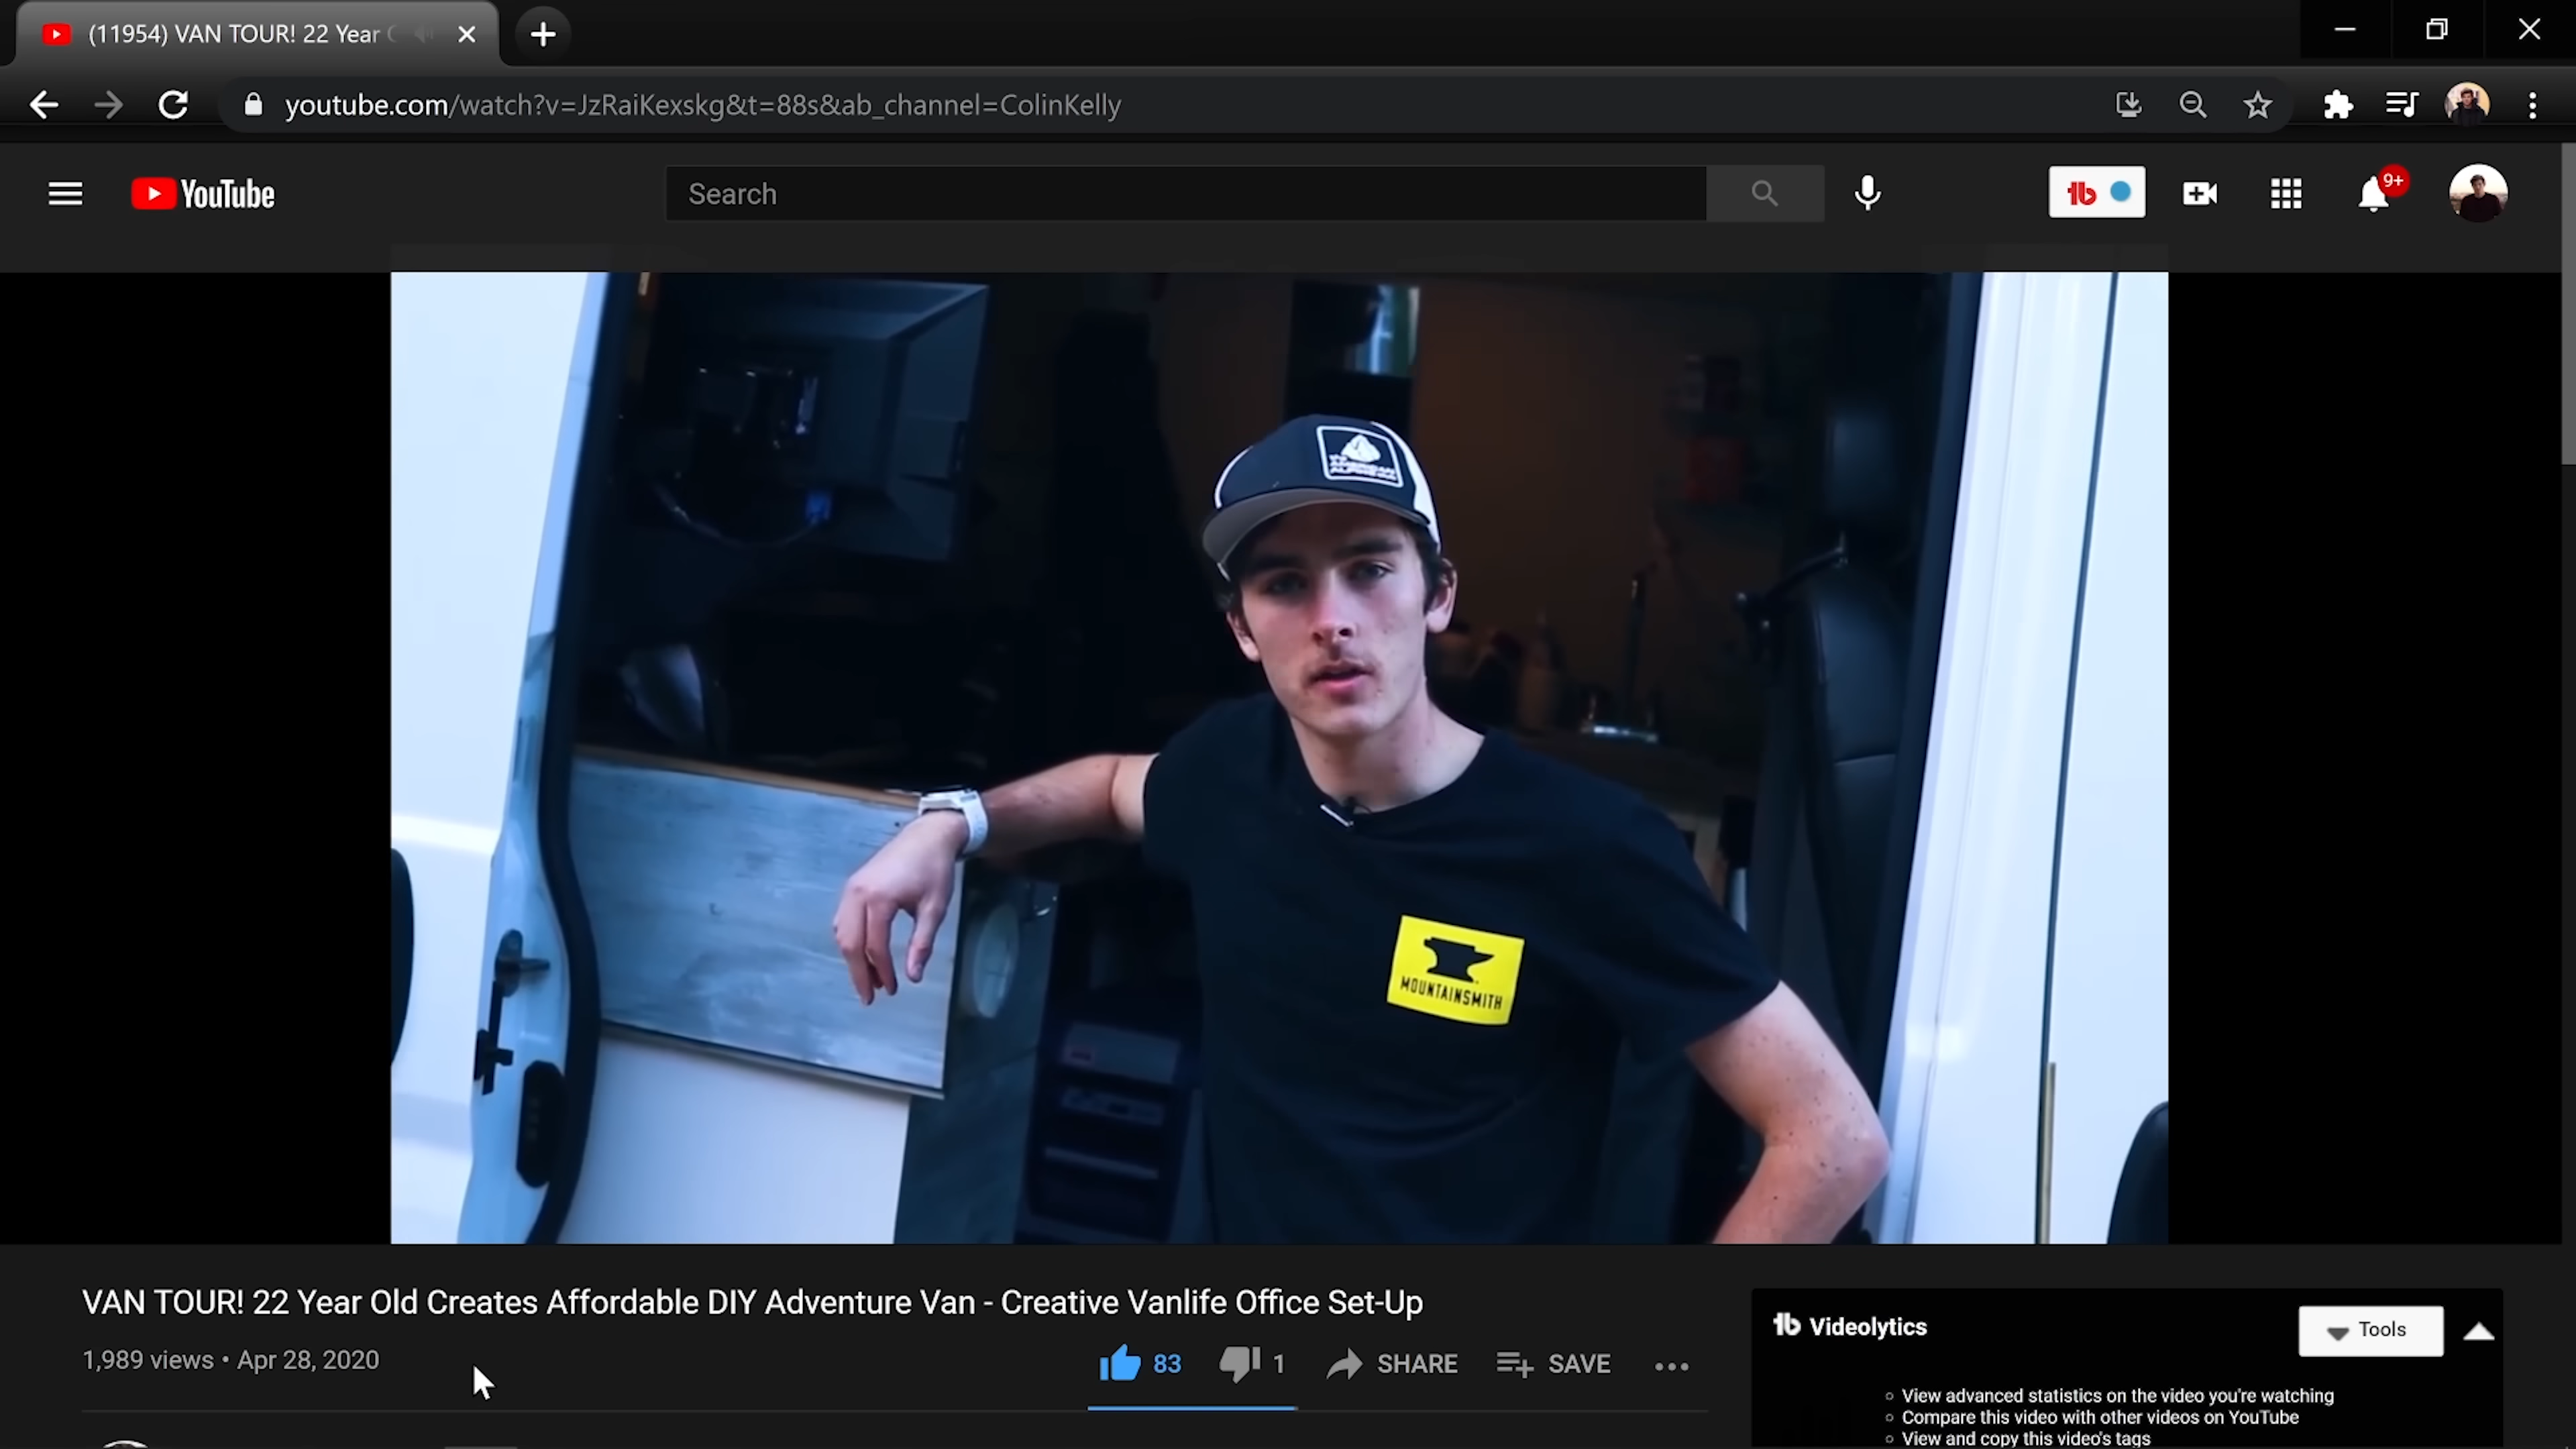 (11954) VAN TOUR! 22 Year
youtube.com/watch?v=JzRaiKexskg&t=88s&ab_channel=ColinKelly
YouTube
Search
9+
MOUNTAINSMITH
VAN TOUR! 22 Year Old Creates Affordable DIY Adventure Van - Creative Vanlife Office Set-Up
1,989 views • Apr 28, 2020
83
1
SHARE
SAVE
Videolytics
Tools
View advanced statistics on the video you're watching
Compare this video with other videos on YouTube
View and copy this video's tags